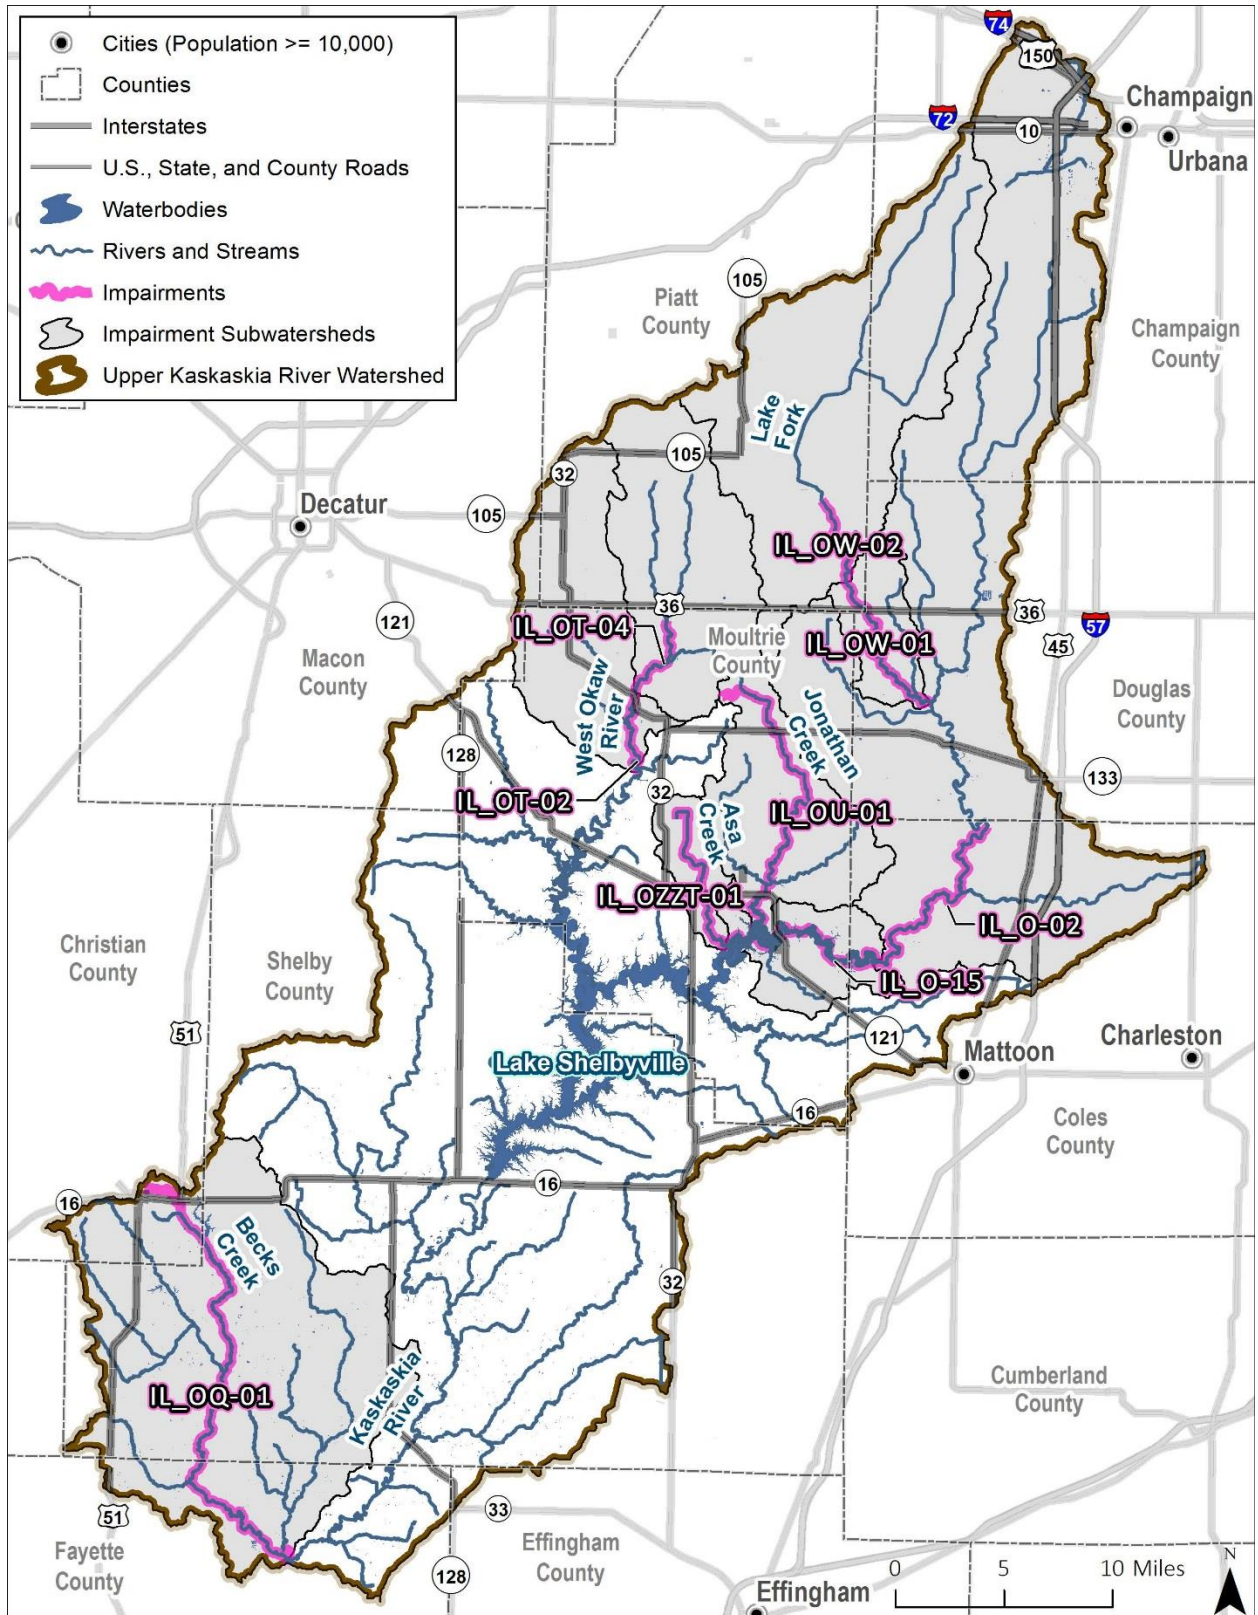 Cities (Population >= 10,000)
Counties
Interstates
U.S., State, and County Roads
Waterbodies
Rivers and Streams
Impairments
Impairment Subwatersheds
Upper Kaskaskia River Watershed
74
150
72
10
Champaign
Urbana
105
Piatt
County
Champaign
County
Lake
Fork
105
32
Decatur
105
IL_OW-02
36
36
57
121
IL_OT-04
Moultrie
County
IL_OW-01
45
Macon
County
Douglas
County
West Okaw
River
Jonathan
Creek
128
133
32
IL_OT-02
IL_OU-01
Asa
Creek
IL_OZZT-01
IL_O-02
Christian
County
Shelby
County
IL_O-15
51
121
Charleston
Mattoon
Lake Shelbyville
16
Coles
County
16
16
Becks
Creek
32
Kaskaskia
River
IL_OQ-01
Cumberland
County
51
33
Fayette
County
Effingham
County
128
Effingham
0 5 10 Miles
N